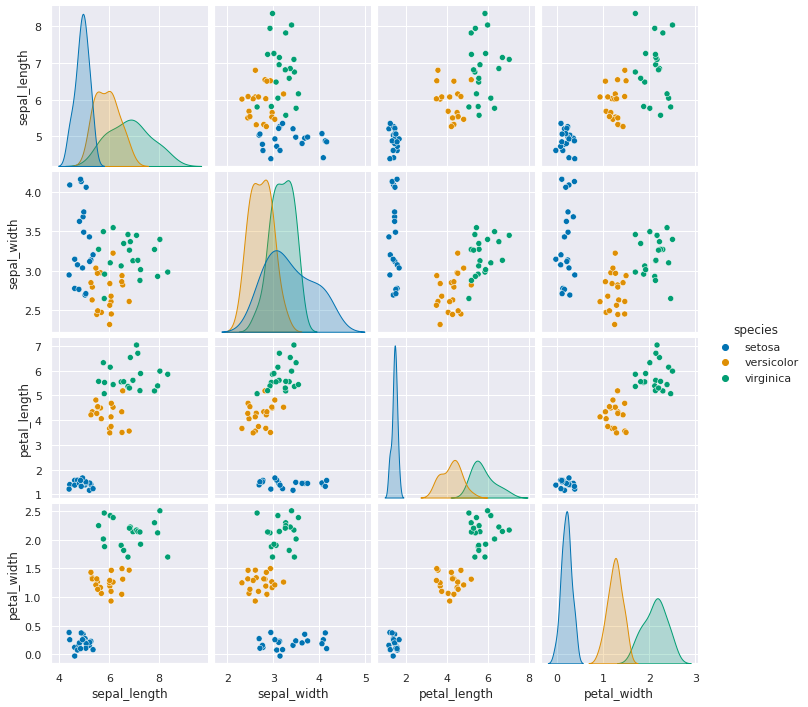 sepal_length
8
7
6
5
sepal_width
4.0
3.5
3.0
2.5
petal_length
7
6
5
4
3
2
1
petal_width
2.5
2.0
1.5
1.0
0.5
0.0
4 6 8
sepal_length
2 3 4 5
sepal_width
2 4 6 8
petal_length
0 1 2 3
petal_width
species
setosa
versicolor
virginica